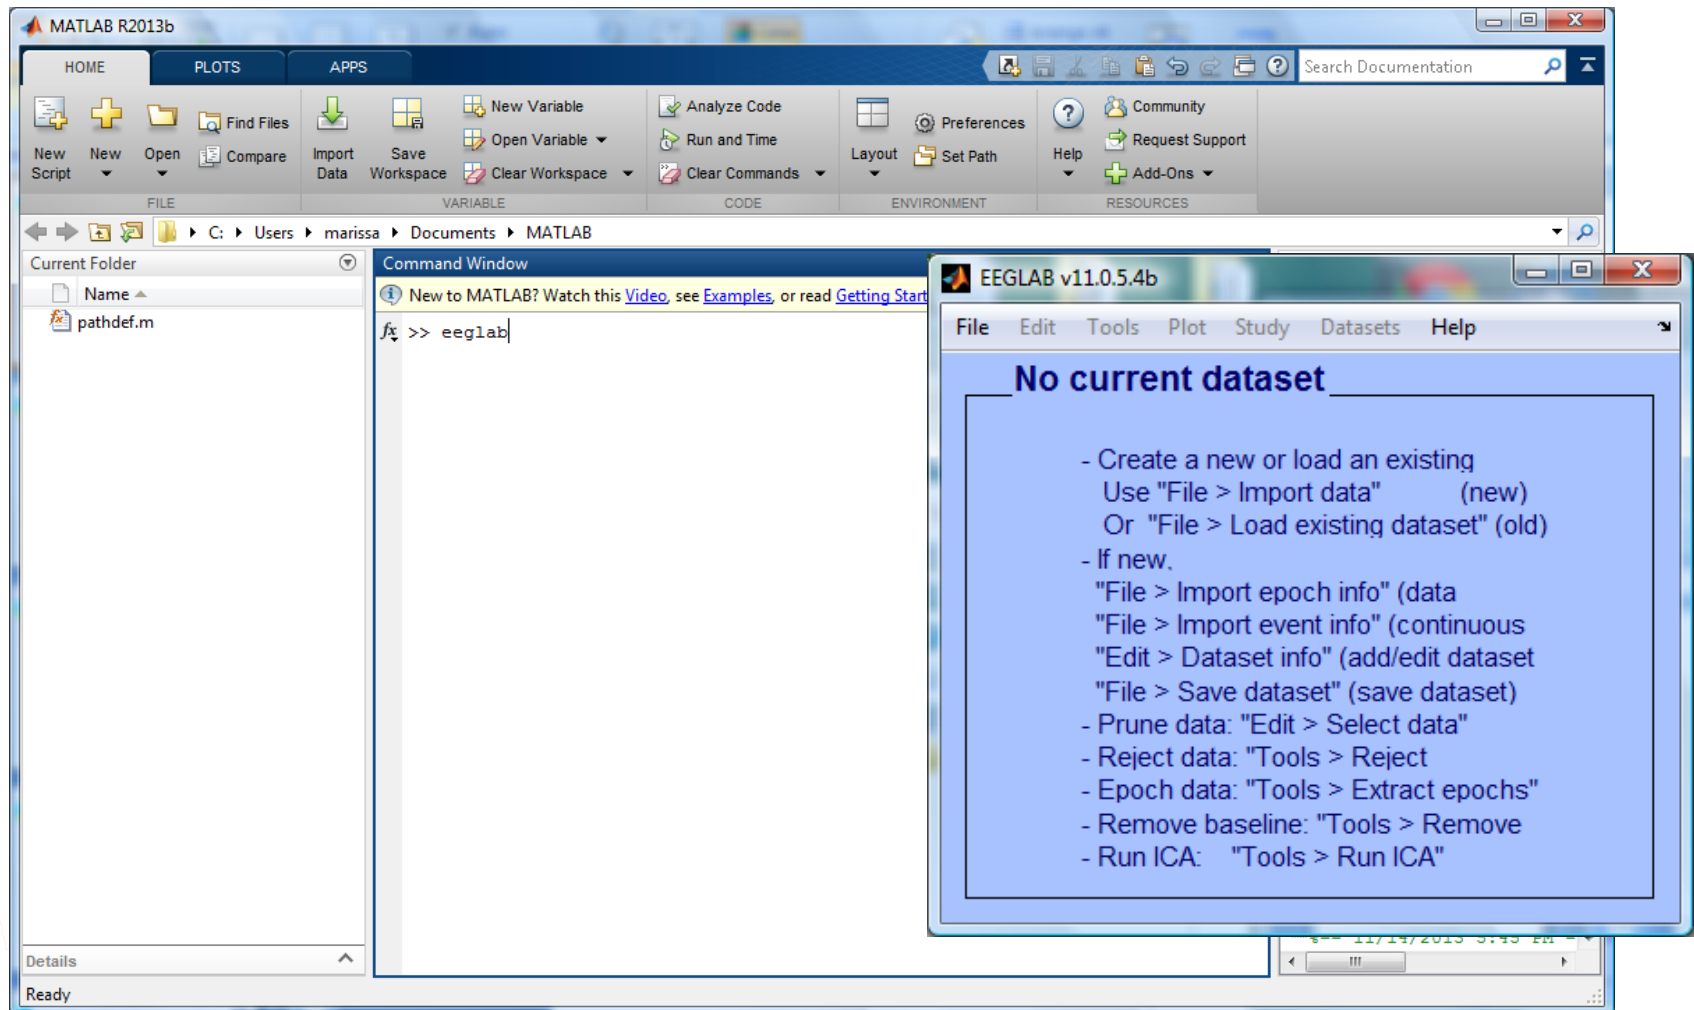 MATLAB R2013b
HOME PLOTS APPS
Search Documentation
New Script
New
Open
Find Files
Compare
Import Data
Save Workspace
New Variable
Open Variable
Clear Workspace
Analyze Code
Run and Time
Clear Commands
Layout
Preferences
Set Path
Help
Community
Request Support
Add-Ons
FILE VARIABLE CODE ENVIRONMENT RESOURCES
C: Users marissa Documents MATLAB
Current Folder
Name
pathdef.m
Command Window
New to MATLAB? Watch this Video, see Examples, or read Getting Start
fx >> eeglab
EEGLAB v11.0.5.4b
File Edit Tools Plot Study Datasets Help
No current dataset
- Create a new or load an existing
Use "File > Import data" (new)
Or "File > Load existing dataset" (old)
- If new,
"File > Import epoch info" (data
"File > Import event info" (continuous
"Edit > Dataset info" (add/edit dataset
"File > Save dataset" (save dataset)
- Prune data: "Edit > Select data"
- Reject data: "Tools > Reject
- Epoch data: "Tools > Extract epochs"
- Remove baseline: "Tools > Remove
- Run ICA: "Tools > Run ICA"
%-- 11/14/2013 5:45 PM -
Details
Ready